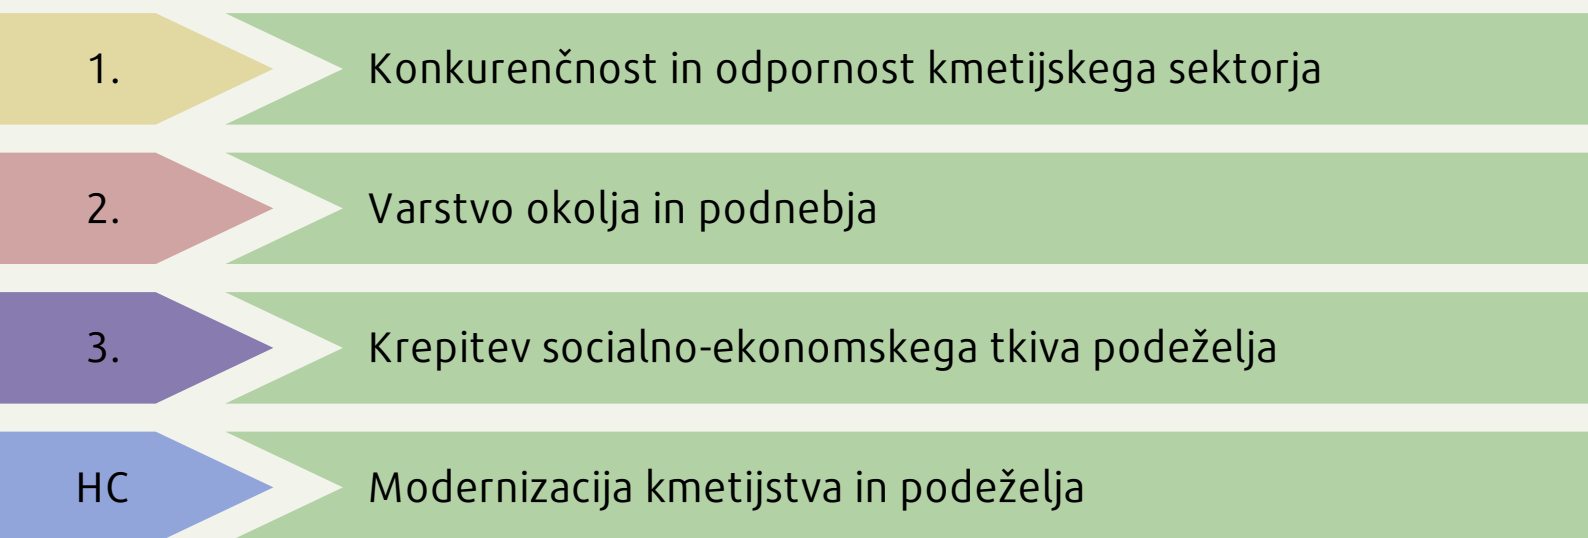 1. Konkurenčnost in odpornost kmetijskega sektorja
2. Varstvo okolja in podnebja
3. Krepitev socialno-ekonomskega tkiva podeželja
HC Modernizacija kmetijstva in podeželja